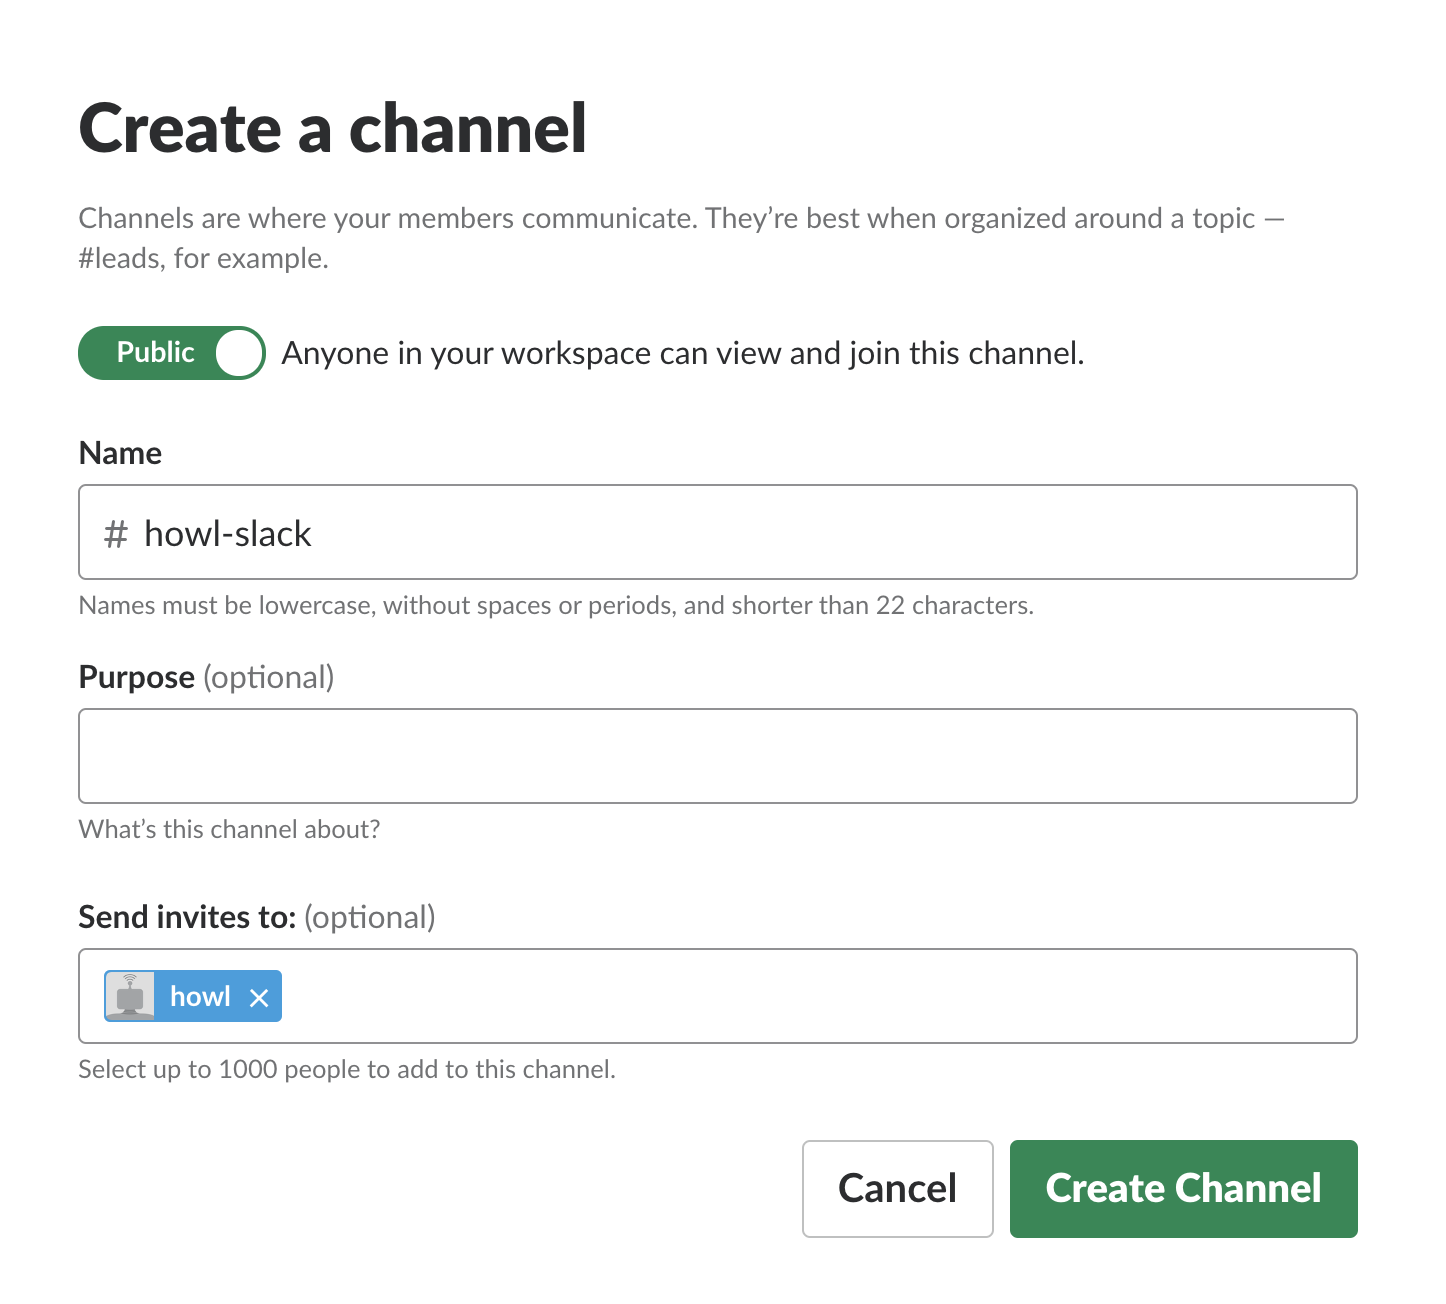 Create a channel
Channels are where your members communicate. They’re best when organized around a topic —
#leads, for example.
Public Anyone in your workspace can view and join this channel.
Name
# howl-slack
Names must be lowercase, without spaces or periods, and shorter than 22 characters.
Purpose (optional)
What’s this channel about?
Send invites to: (optional)
howl ×
Select up to 1000 people to add to this channel.
Cancel Create Channel